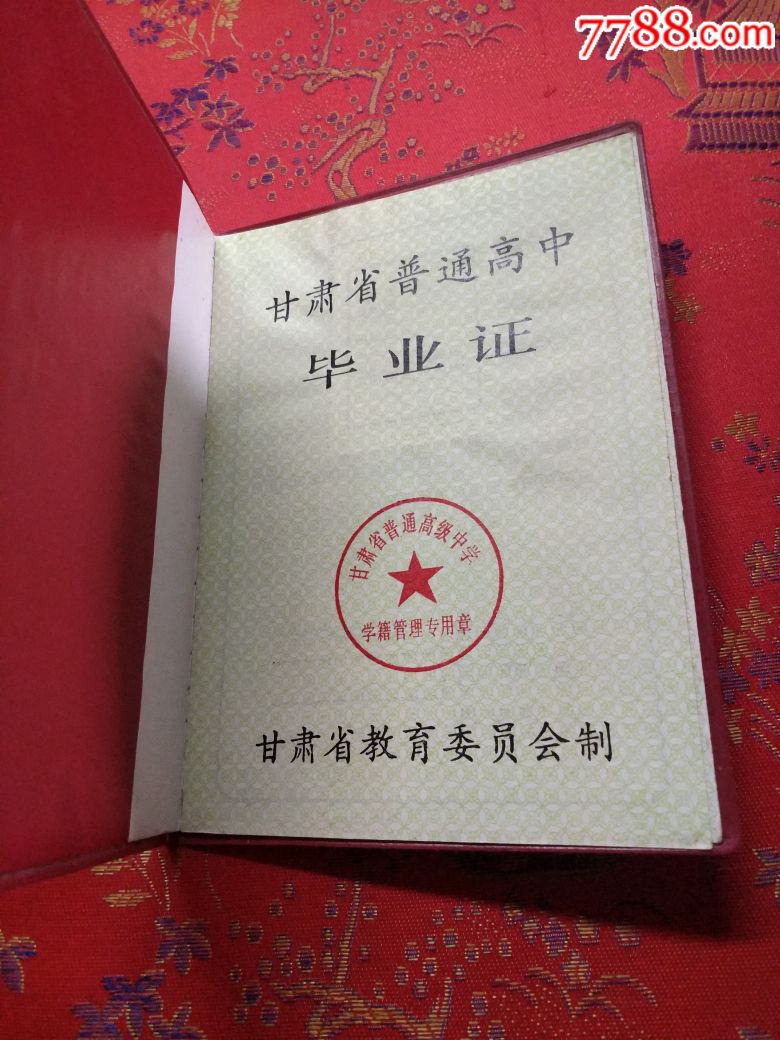 7788.com
甘肃省普通高中
毕业证
甘肃省普通高级中学
学籍管理专用章
甘肃省教育委员会制